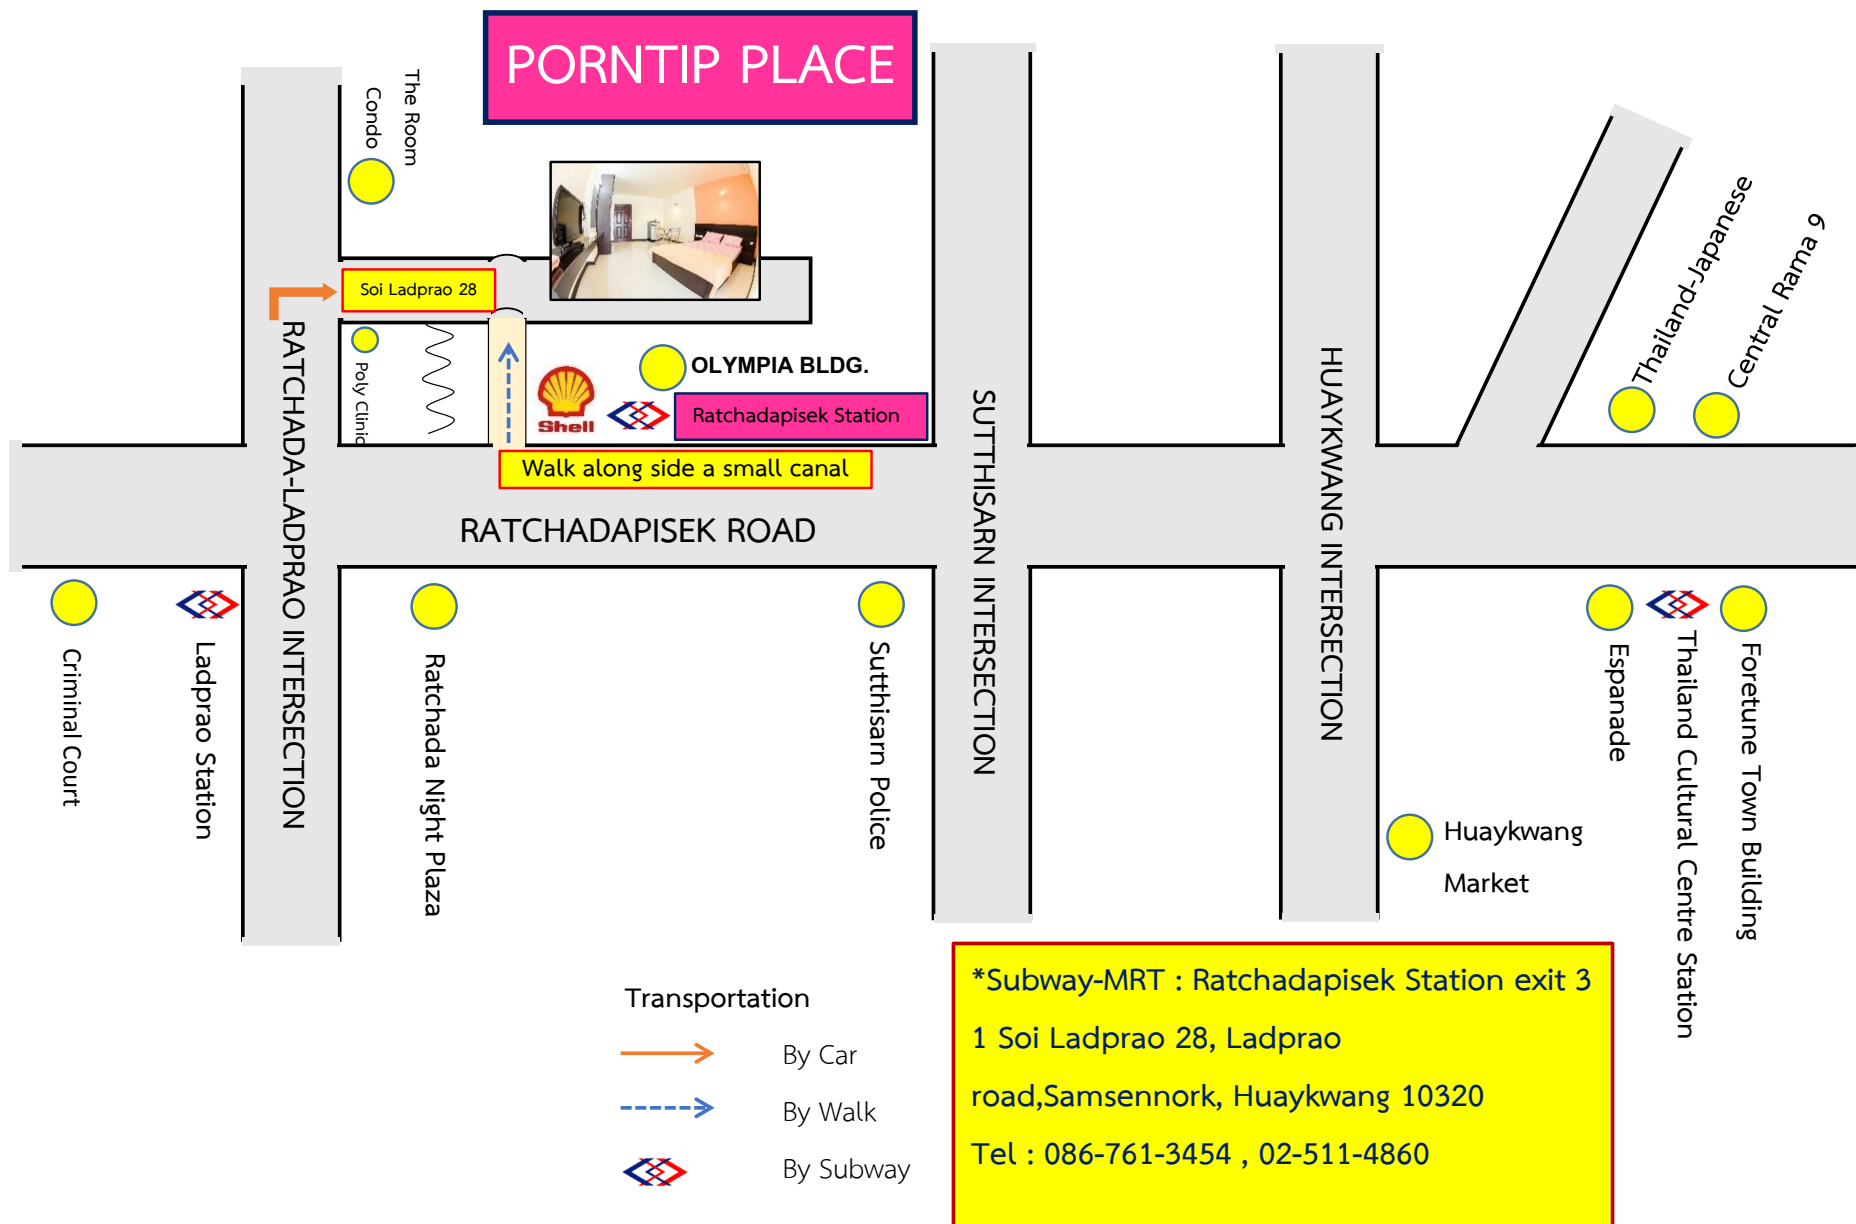 PORNTIP PLACE
The Room
Condo
Soi Ladprao 28
Poly Clinic
Shell
OLYMPIA BLDG.
Ratchadapisek Station
Walk along side a small canal
RATCHADAPISEK ROAD
RATCHADA-LADPRAO INTERSECTION
SUTTHISARN INTERSECTION
HUAYKWANG INTERSECTION
Thailand-Japanese
Central Rama 9
Criminal Court
Ladprao Station
Ratchada Night Plaza
Sutthisarn Police
Huaykwang
Market
Espanade
Thailand Cultural Centre Station
Foretune Town Building
Transportation
By Car
By Walk
By Subway
*Subway-MRT : Ratchadapisek Station exit 3
1 Soi Ladprao 28, Ladprao
road,Samsennork, Huaykwang 10320
Tel : 086-761-3454 , 02-511-4860